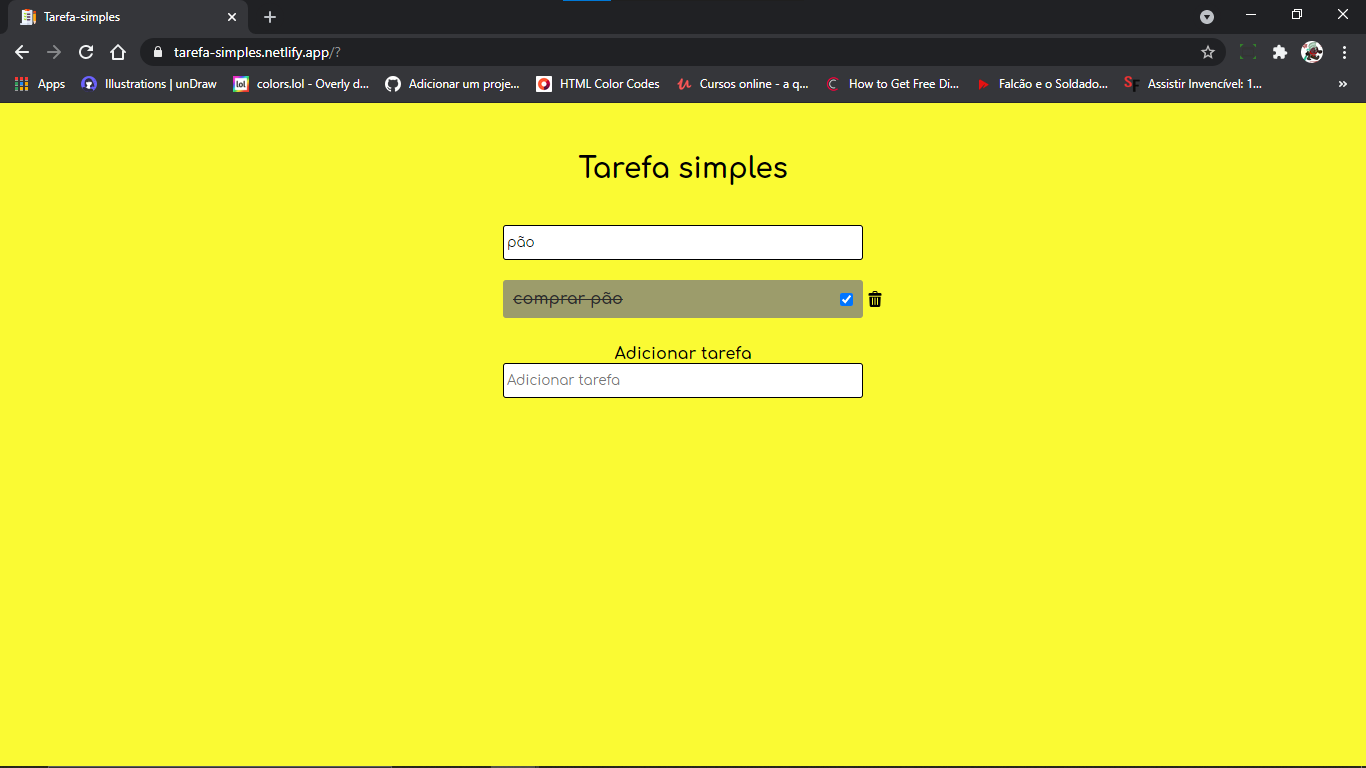 Tarefa-simples
tarefa-simples.netlify.app/?
Apps
Illustrations | unDraw
lol
colors.lol - Overly d...
Adicionar um proje...
HTML Color Codes
Cursos online - a q...
How to Get Free Di...
Falcão e o Soldado...
SF
Assistir Invencível: 1...
»
Tarefa simples
pão
comprar pão
Adicionar tarefa
Adicionar tarefa